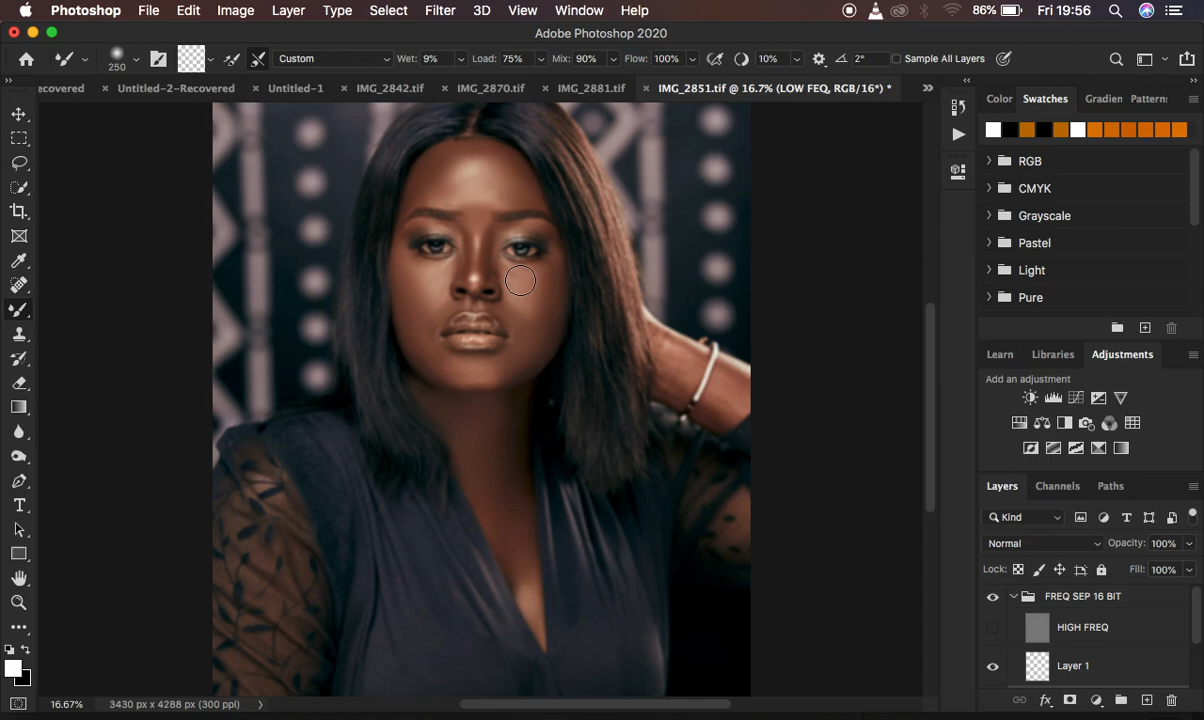 Photoshop File Edit Image Layer Type Select Filter 3D View Window Help 86% Fri 19:56
Adobe Photoshop 2020
250 Custom Wet: 9% Load: 75% Mix: 90% Flow: 100% 10% 2° Sample All Layers
ecovered × Untitled-2-Recovered × Untitled-1 × IMG_2842.tif × IMG_2870.tif × IMG_2881.tif × IMG_2851.tif @ 16.7% (LOW FEQ, RGB/16*) *
Color Swatches Gradien Pattern:
RGB
CMYK
Grayscale
Pastel
Light
Pure
Learn Libraries Adjustments
Add an adjustment
Layers Channels Paths
Kind
Normal Opacity: 100%
Lock: Fill: 100%
FREQ SEP 16 BIT
HIGH FREQ
Layer 1
16.67% 3430 px x 4288 px (300 ppi)